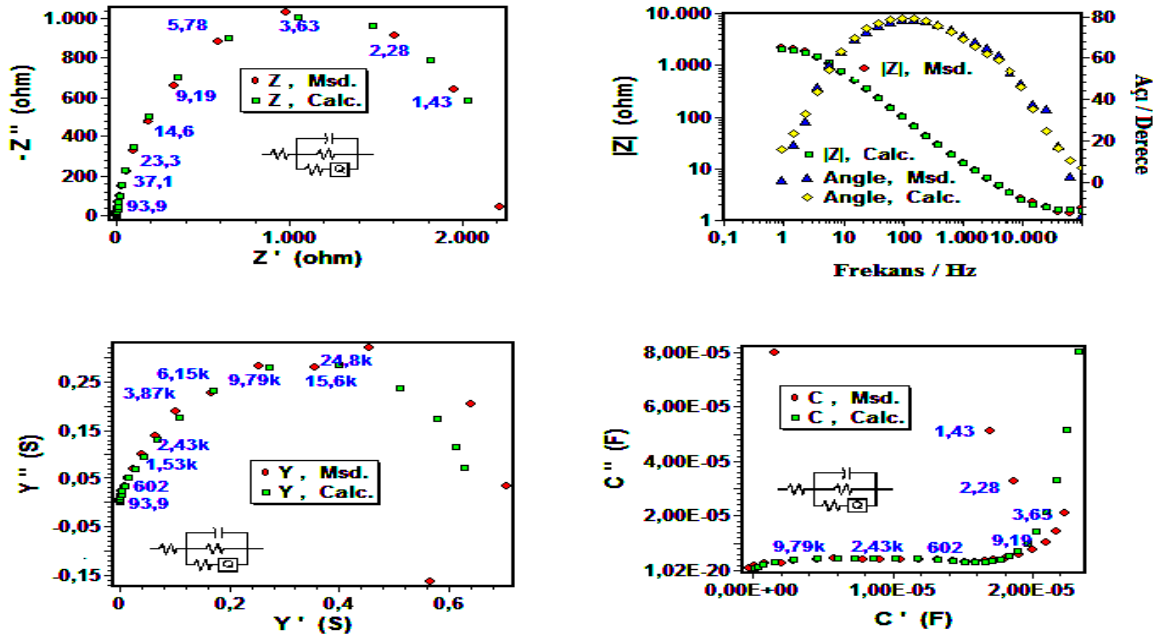 1.000
800
600
400
200
0
-Z'' (ohm)
5,78
3,63
2,28
9,19
1,43
14,6
23,3
37,1
93,9
Z , Msd.
Z , Calc.
Q
0
1.000
2.000
Z ' (ohm)
10.000
1.000
100
10
1
|Z| (ohm)
|Z|, Msd.
|Z|, Calc.
Angle, Msd.
Angle, Calc.
80
60
40
20
0
Açı / Derece
0,1
10
100
1.000
10.000
Frekans / Hz
0,25
0,15
0,05
-0,05
-0,15
Y'' (S)
24,8k
6,15k
9,79k
15,6k
3,87k
2,43k
1,53k
602
93,9
Y , Msd.
Y , Calc.
Q
0
0,2
0,4
0,6
Y ' (S)
8,00E-05
6,00E-05
4,00E-05
2,00E-05
1,02E-20
C'' (F)
C , Msd.
C , Calc.
1,43
2,28
3,63
9,19
9,79k
2,43k
602
Q
0,00E+00
1,00E-05
2,00E-05
C ' (F)